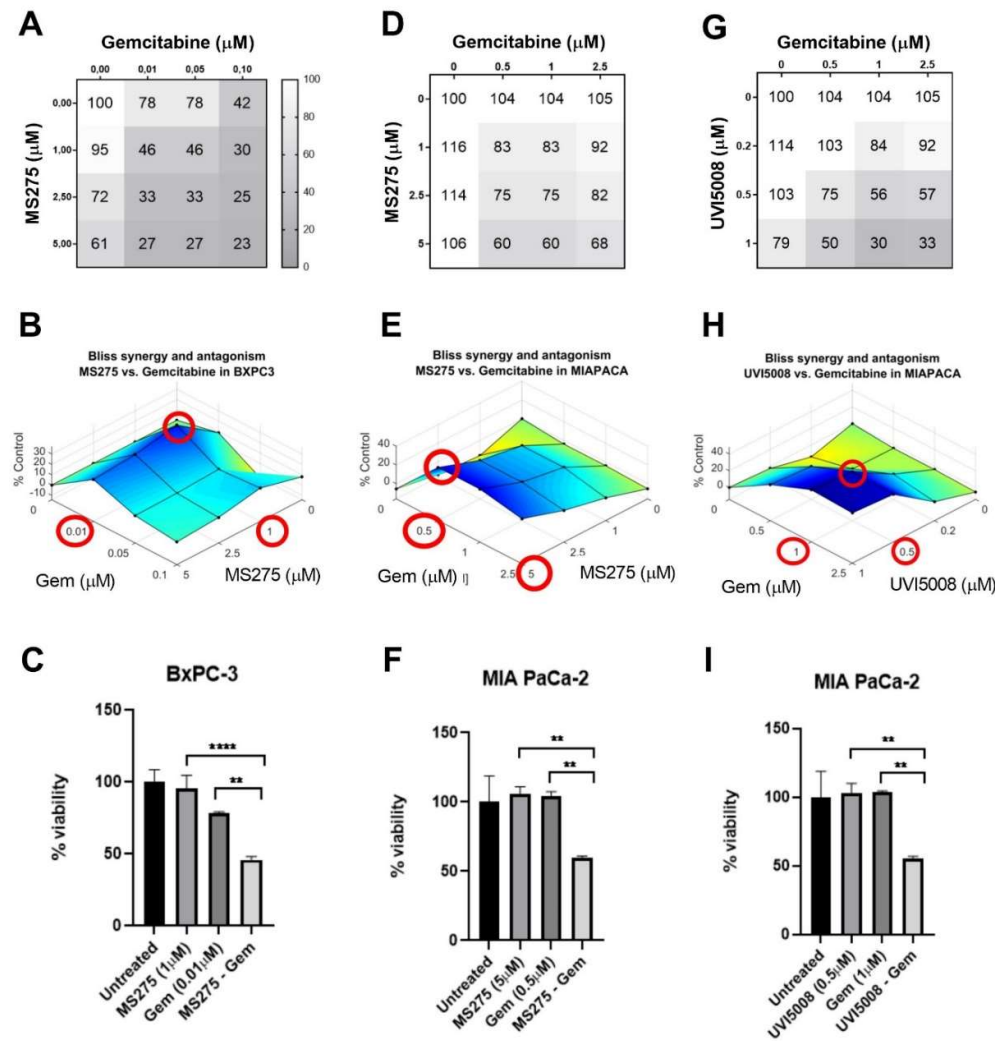 A
Gemcitabine (μM)
0,00 0,01 0,05 0,10
MS275 (μM)
0,00 100 78 78 42
1,00 95 46 46 30
2,50 72 33 33 25
5,00 61 27 27 23
100
80
60
40
20
0
D
Gemcitabine (μM)
0 0.5 1 2.5
MS275 (μM)
0 100 104 104 105
1 116 83 83 92
2.5 114 75 75 82
5 106 60 60 68
G
Gemcitabine (μM)
0 0.5 1 2.5
UVI5008 (μM)
0 100 104 104 105
0.2 114 103 84 92
0.5 103 75 56 57
1 79 50 30 33
B
Bliss synergy and antagonism
MS275 vs. Gemcitabine in BXPC3
% Control
30
20
10
0
-10
0 0.01 0.05 0.1
Gem (μM)
5 2.5 1 0
MS275 (μM)
E
Bliss synergy and antagonism
MS275 vs. Gemcitabine in MIAPACA
% Control
40
20
0
0 0.5 1 2.5
Gem (μM)
5 2.5 1 0
MS275 (μM)
H
Bliss synergy and antagonism
UVI5008 vs. Gemcitabine in MIAPACA
% Control
40
20
0
0 0.5 1 2.5
Gem (μM)
1 0.5 0.2 0
UVI5008 (μM)
C
BxPC-3
% viability
150
100
50
0
****
**
Untreated
MS275 (1μM)
Gem (0.01μM)
MS275 - Gem
F
MIA PaCa-2
% viability
150
100
50
0
**
**
Untreated
MS275 (5μM)
Gem (0.5μM)
MS275 - Gem
I
MIA PaCa-2
% viability
150
100
50
0
**
**
Untreated
UVI5008 (0.5μM)
Gem (1μM)
UVI5008 - Gem